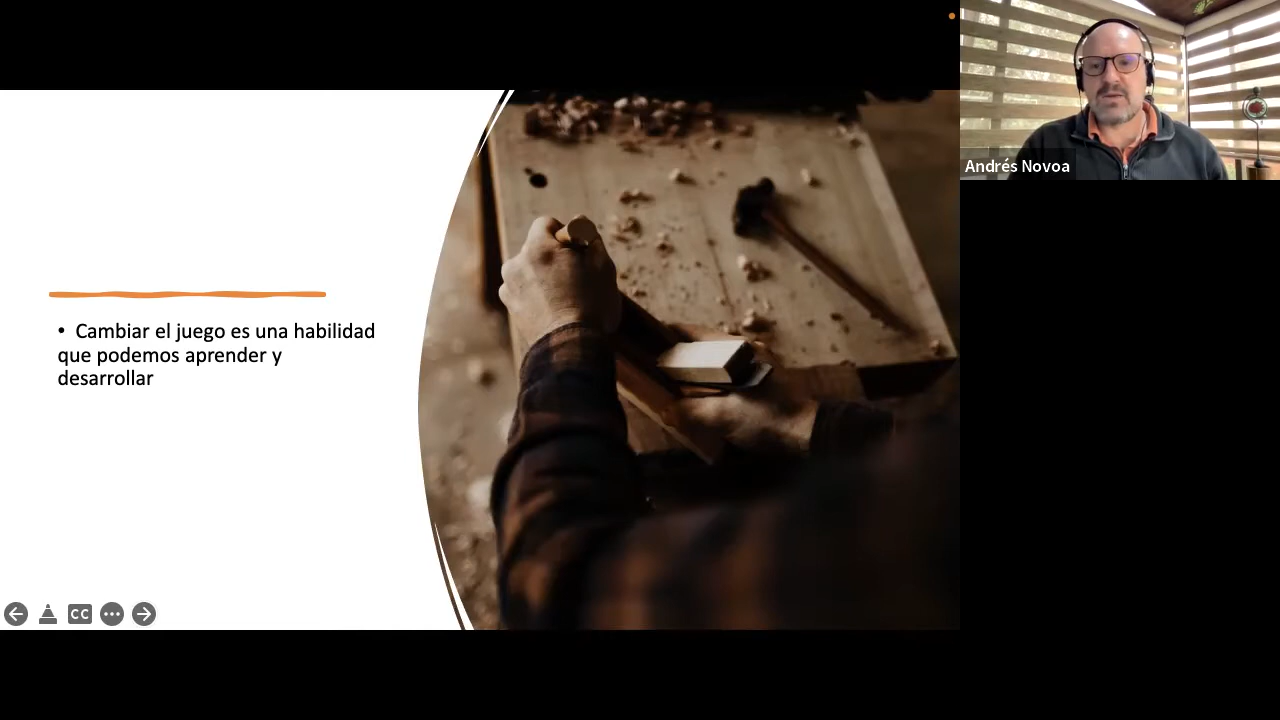 Andrés Novoa
• Cambiar el juego es una habilidad
que podemos aprender y
desarrollar
CC